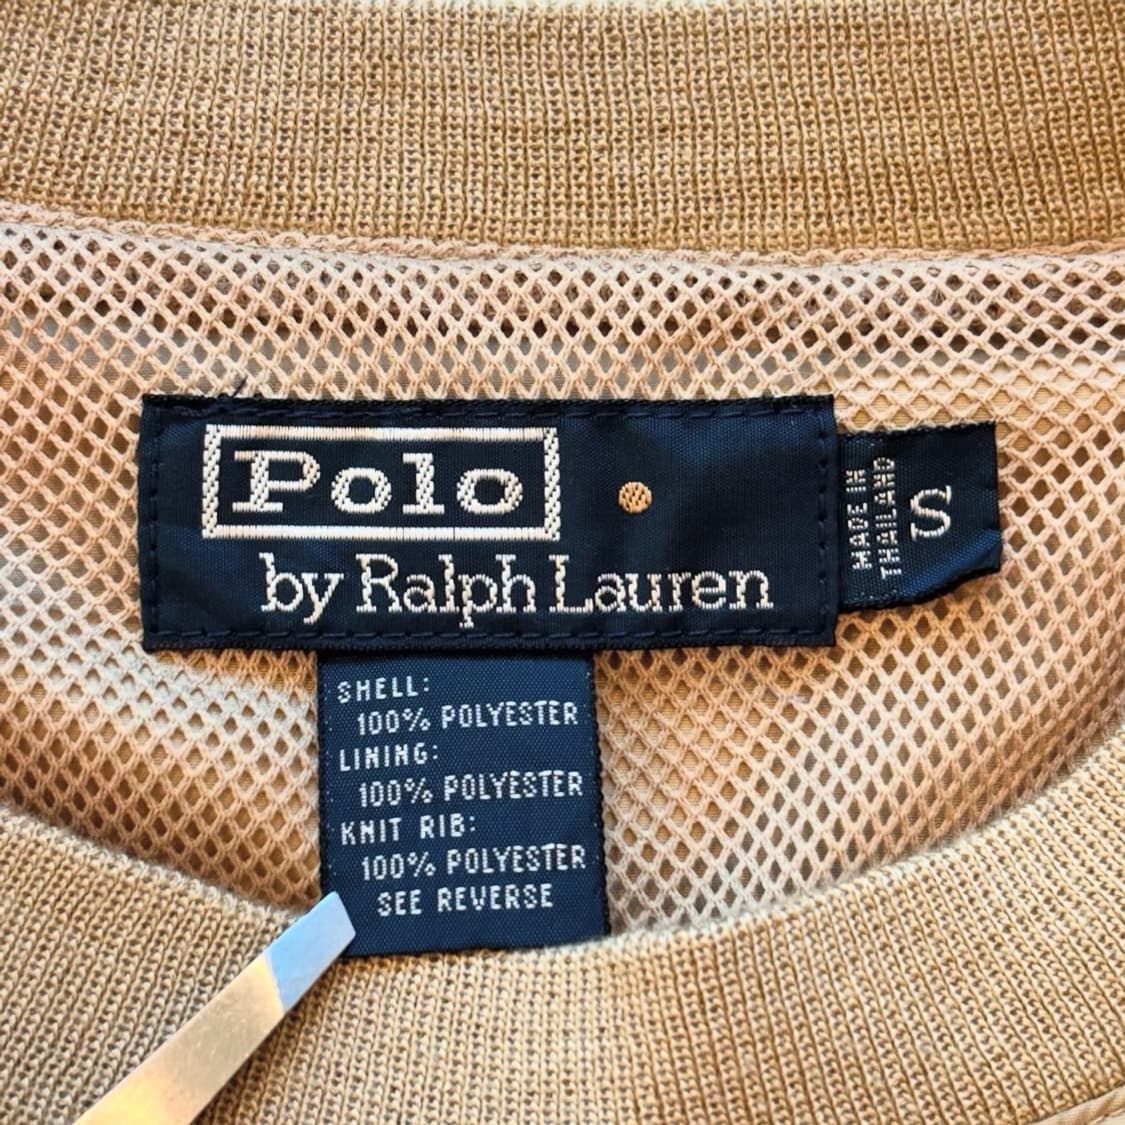 Polo
by Ralph Lauren
MADE IN
THAILAND
S
SHELL:
100% POLYESTER
LINING:
100% POLYESTER
KNIT RIB:
100% POLYESTER
SEE REVERSE